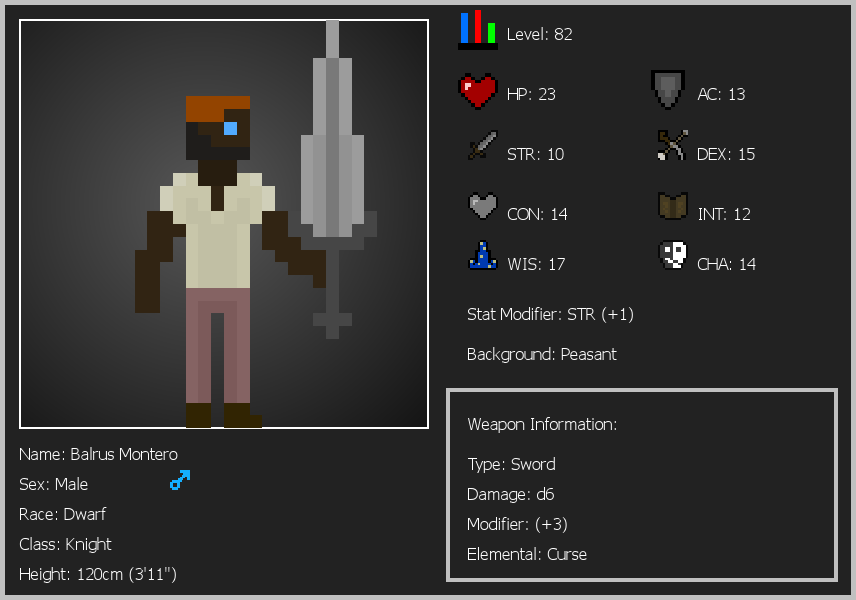 Level: 82
HP: 23
AC: 13
STR: 10
DEX: 15
CON: 14
INT: 12
WIS: 17
CHA: 14
Stat Modifier: STR (+1)
Background: Peasant
Weapon Information:
Type: Sword
Damage: d6
Modifier: (+3)
Elemental: Curse
Name: Balrus Montero
Sex: Male
Race: Dwarf
Class: Knight
Height: 120cm (3'11")